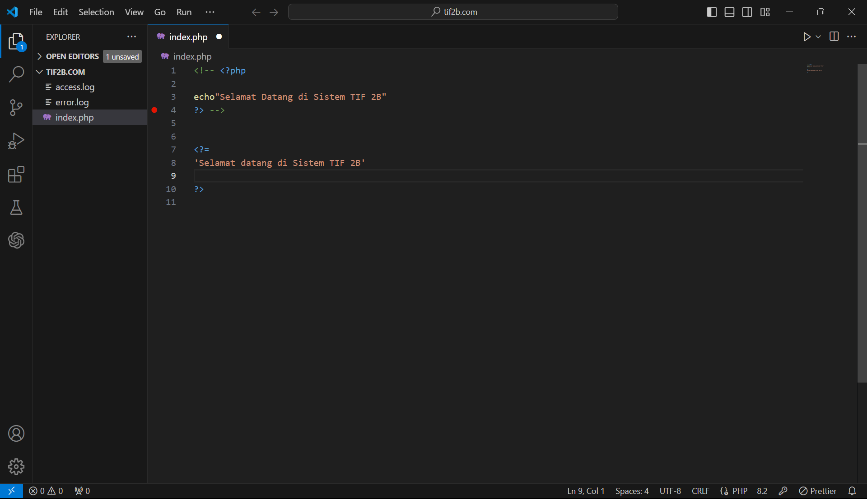 File Edit Selection View Go Run ··· tif2b.com
EXPLORER ···
OPEN EDITORS 1 unsaved
TIF2B.COM
access.log
error.log
index.php
1
index.php
index.php
1 <!-- <?php
2
3 echo"Selamat Datang di Sistem TIF 2B"
4 ?> -->
5
6
7 <?=
8 'Selamat datang di Sistem TIF 2B'
9
10 ?>
11
0 0 0 Ln 9, Col 1 Spaces: 4 UTF-8 CRLF PHP 8.2 Prettier